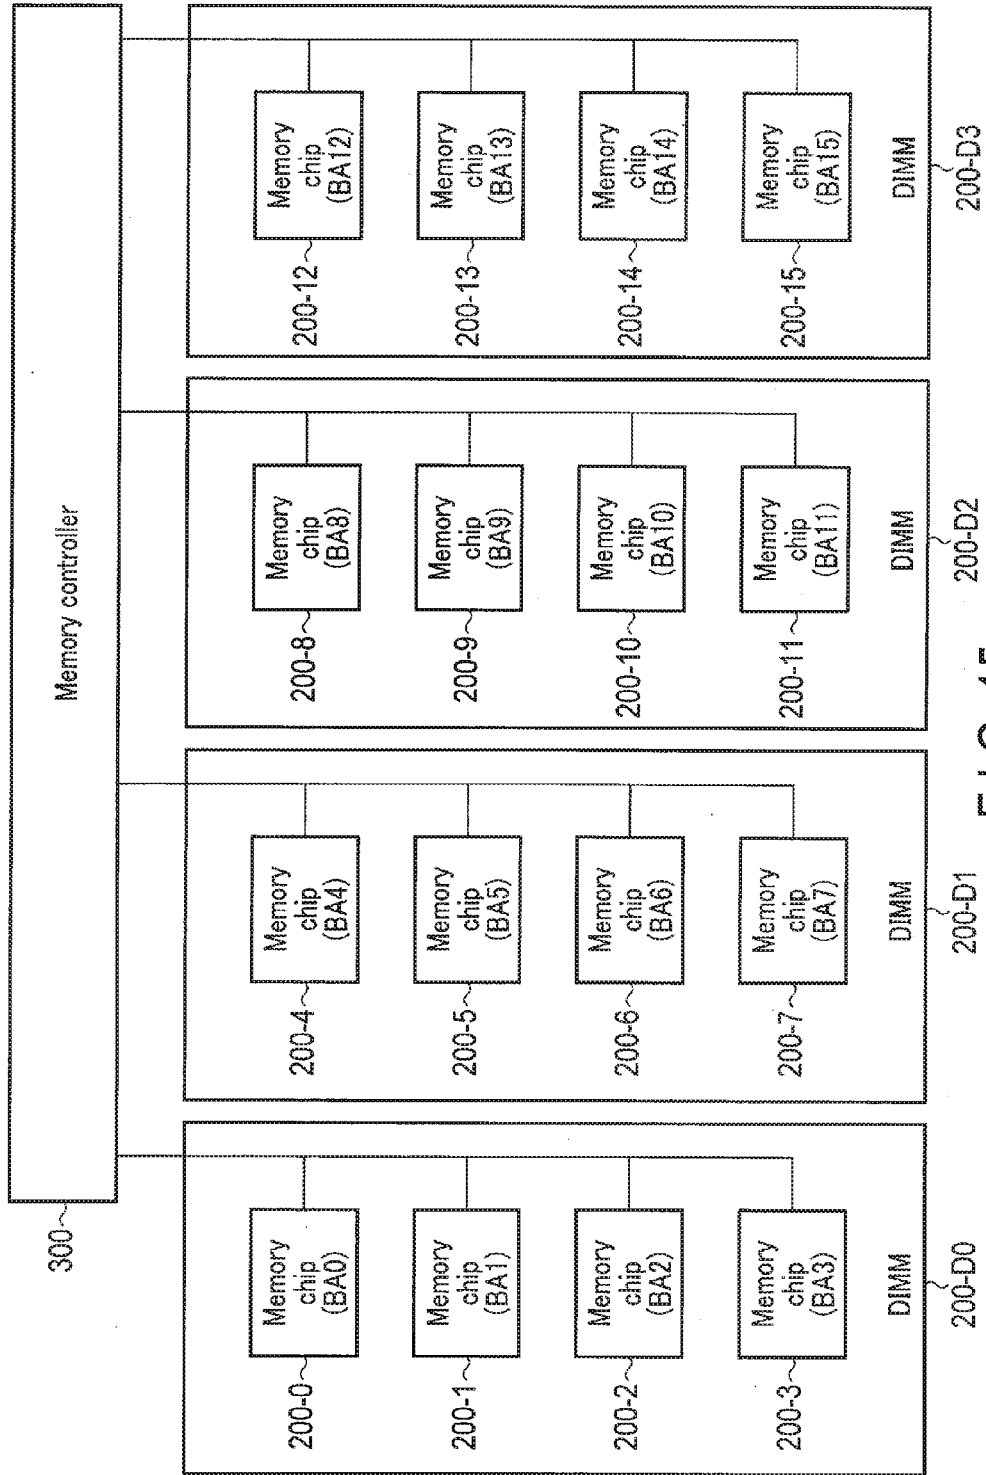 300
Memory controller
200-0
Memory
chip
(BA0)
200-1
Memory
chip
(BA1)
200-2
Memory
chip
(BA2)
200-3
Memory
chip
(BA3)
DIMM
200-D0
200-4
Memory
chip
(BA4)
200-5
Memory
chip
(BA5)
200-6
Memory
chip
(BA6)
200-7
Memory
chip
(BA7)
DIMM
200-D1
200-8
Memory
chip
(BA8)
200-9
Memory
chip
(BA9)
200-10
Memory
chip
(BA10)
200-11
Memory
chip
(BA11)
DIMM
200-D2
200-12
Memory
chip
(BA12)
200-13
Memory
chip
(BA13)
200-14
Memory
chip
(BA14)
200-15
Memory
chip
(BA15)
DIMM
200-D3